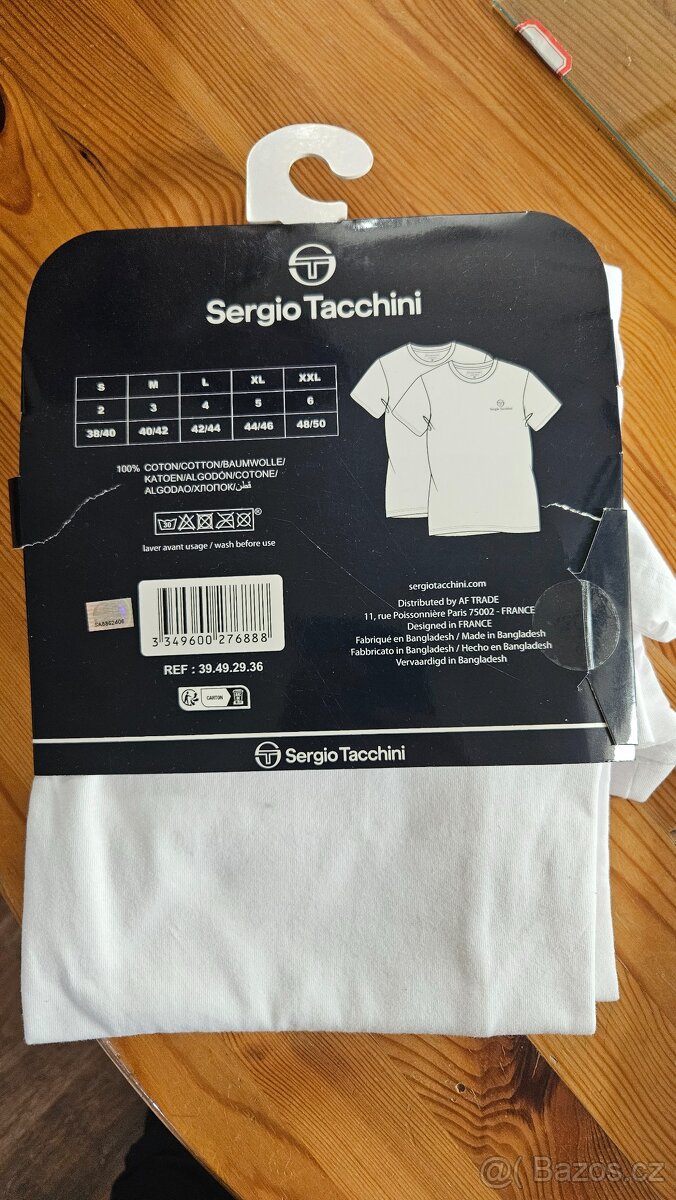 Sergio Tacchini
S M L XL XXL
2 3 4 5 6
38/40 40/42 42/44 44/46 48/50
Sergio Tacchini
100% COTON/COTTON/BAUMWOLLE/
KATOEN/ALGODÓN/COTONE/
ALGODAO/ХЛОПОК/قطن
30
®
laver avant usage / wash before use
sergiotacchini.com
Distributed by AF TRADE
11, rue Poissonnière Paris 75002 - FRANCE
Designed in FRANCE
Fabriqué en Bangladesh / Made in Bangladesh
Fabbricato in Bangladesh / Hecho en Bangladesh
Vervaardigd in Bangladesh
3 349600 276888
REF : 39.49.29.36
CARTON
Sergio Tacchini
Bazos.cz